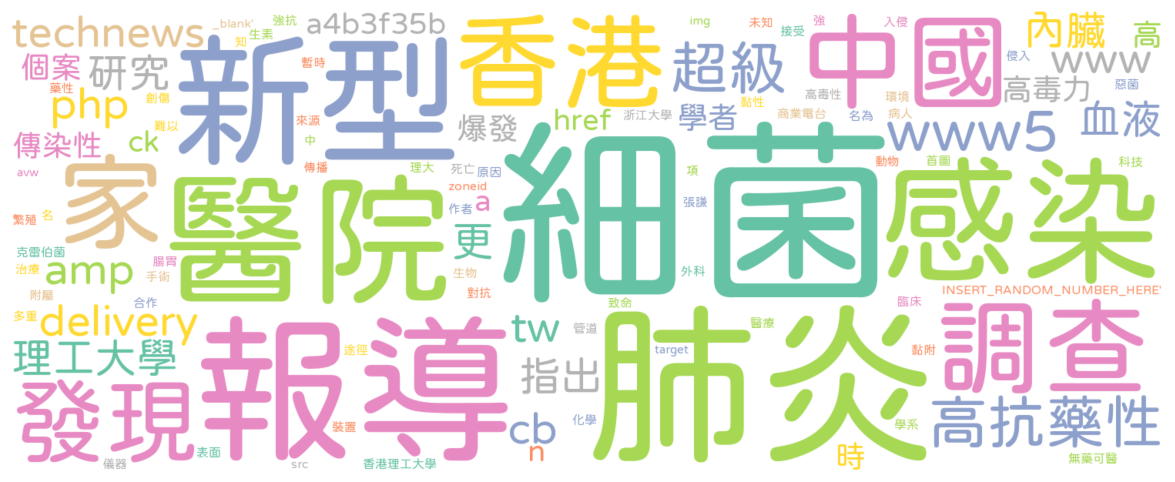 technews
_blank'
強抗
生素
知
a4b3f35b
香港
img
未知
接受
強
入侵
中國
內臟
高
個案
研究
新型
暫時
超級
侵入
www
藥性
php
創傷
難以
來源
中
爆發
href
浙江大學
學者
黏性
高毒性
商業電台
環境
病人
名為
高毒力
惡菌
血液
傳染性
ck
傳播
理大
死亡
原因
www5
avw
家
醫院
zoneid
作者
a
細菌
項
張謙
動物
首圖
科技
感染
繁殖
名
更
克雷伯菌
腸胃
治療
amp
手術
生物
對抗
外科
附屬
合作
致命
INSERT_RANDOM_NUMBER_HERE'
多重
delivery
tw
管道
醫療
臨床
理工大學
報導
途徑
指出
肺炎
target
黏附
調查
發現
裝置
cb
化學
學系
高抗藥性
表面
n
時
儀器
src
香港理工大學
無藥可醫